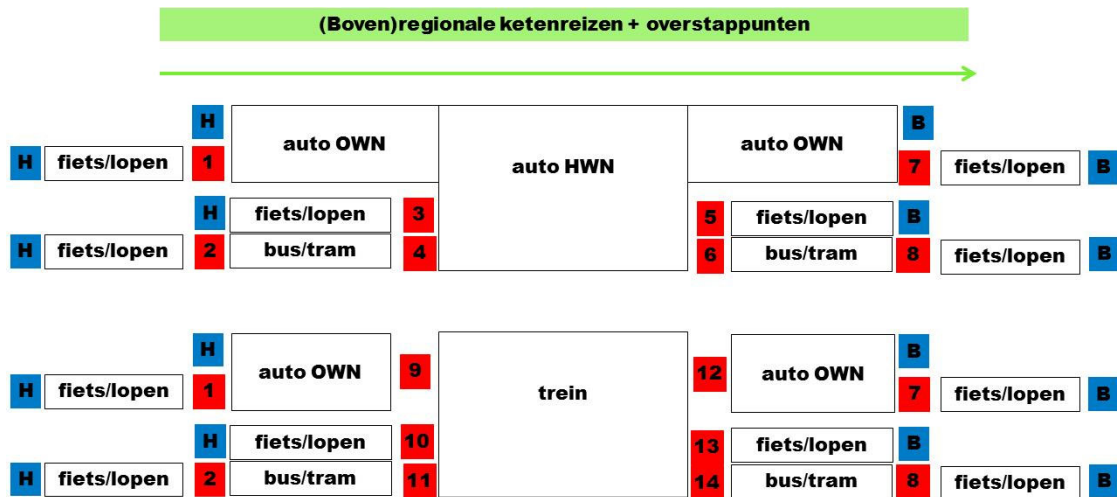 (Boven)regionale ketenreizen + overstappunten
H auto OWN auto HWN auto OWN B
H fiets/lopen 1 7 fiets/lopen B
H fiets/lopen 3 5 fiets/lopen B
H fiets/lopen 2 bus/tram 4 6 bus/tram 8 fiets/lopen B
H auto OWN 9 trein 12 auto OWN B
H fiets/lopen 1 7 fiets/lopen B
H fiets/lopen 10 13 fiets/lopen B
H fiets/lopen 2 bus/tram 11 14 bus/tram 8 fiets/lopen B